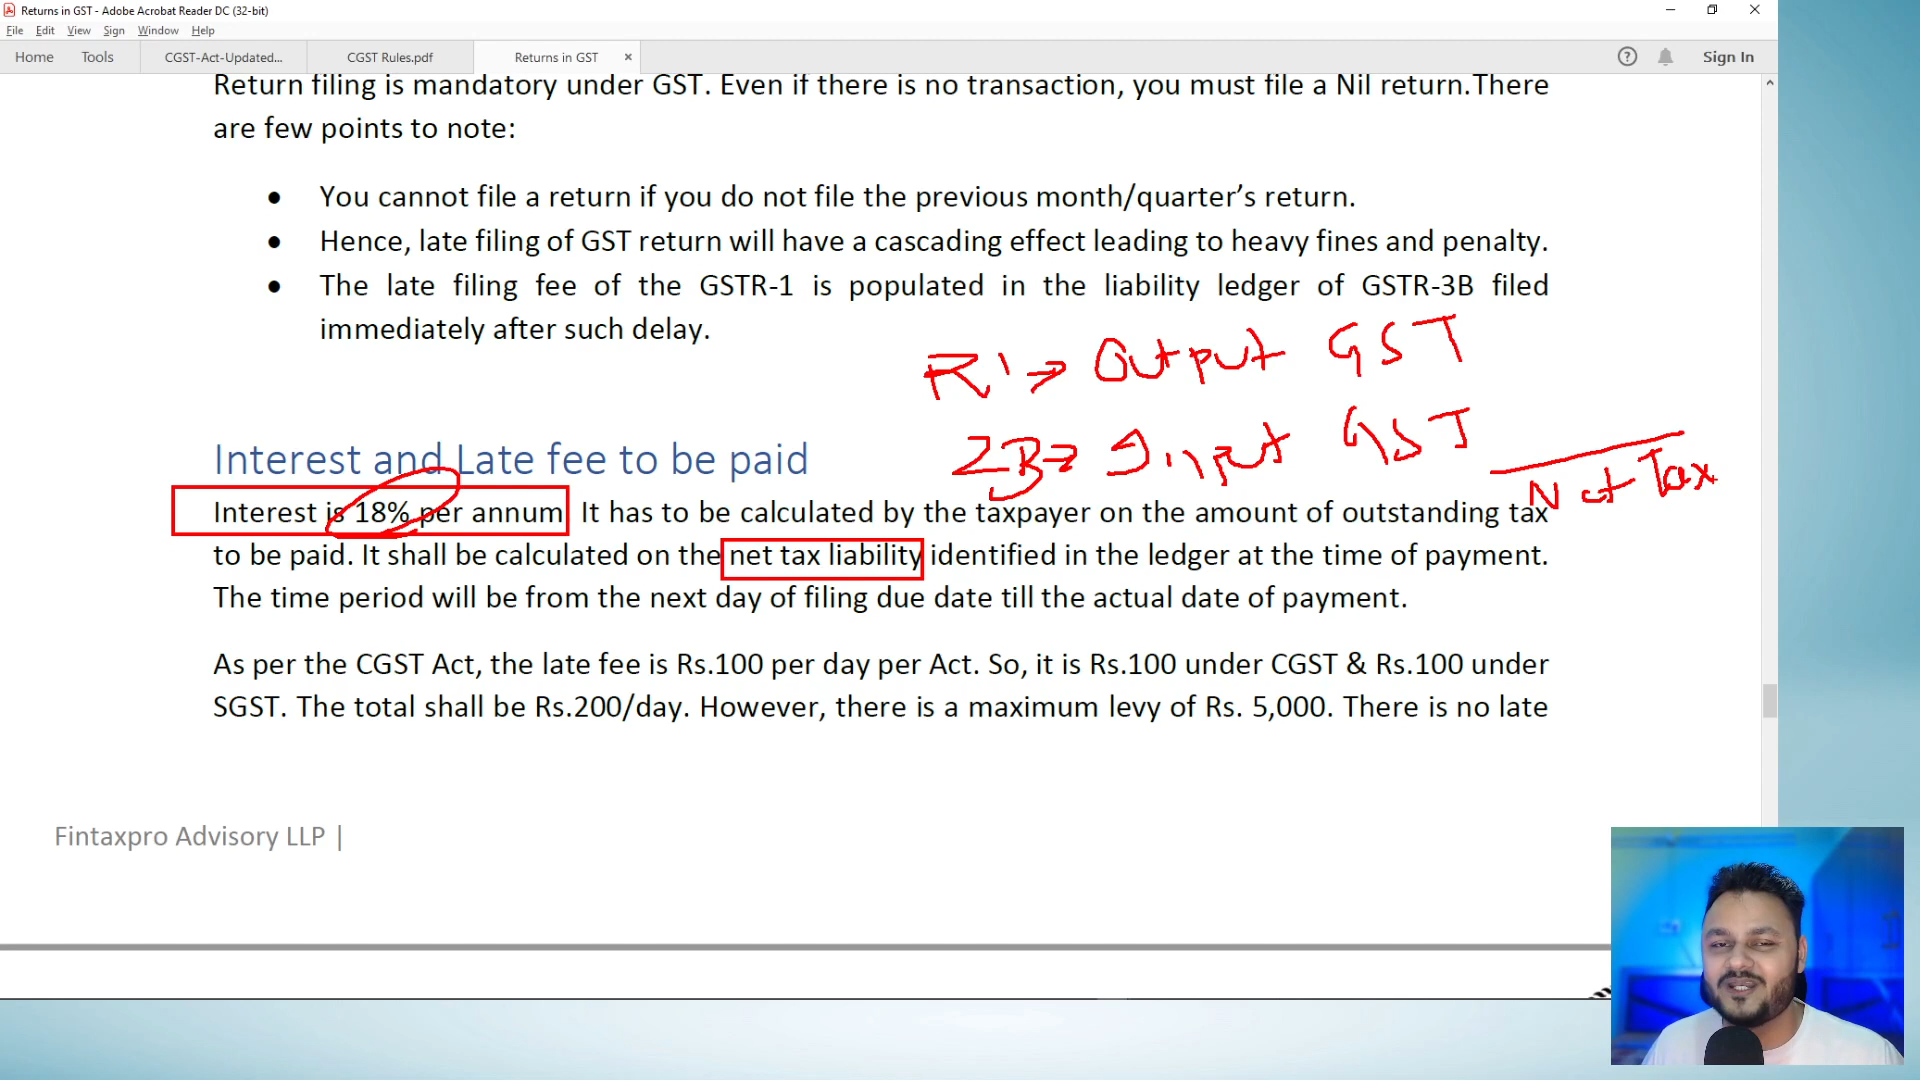 Returns in GST - Adobe Acrobat Reader DC (32-bit)
File Edit View Sign Window Help
Home Tools CGST-Act-Updated... CGST Rules.pdf Returns in GST × Sign In
Return filing is mandatory under GST. Even if there is no transaction, you must file a Nil return.There
are few points to note:
● You cannot file a return if you do not file the previous month/quarter’s return.
● Hence, late filing of GST return will have a cascading effect leading to heavy fines and penalty.
● The late filing fee of the GSTR-1 is populated in the liability ledger of GSTR-3B filed
immediately after such delay.
R1 → Output GST
2B → Input GST
Net Tax
Interest and Late fee to be paid
Interest is 18% per annum It has to be calculated by the taxpayer on the amount of outstanding tax
to be paid. It shall be calculated on the net tax liability identified in the ledger at the time of payment.
The time period will be from the next day of filing due date till the actual date of payment.
As per the CGST Act, the late fee is Rs.100 per day per Act. So, it is Rs.100 under CGST & Rs.100 under
SGST. The total shall be Rs.200/day. However, there is a maximum levy of Rs. 5,000. There is no late
Fintaxpro Advisory LLP |